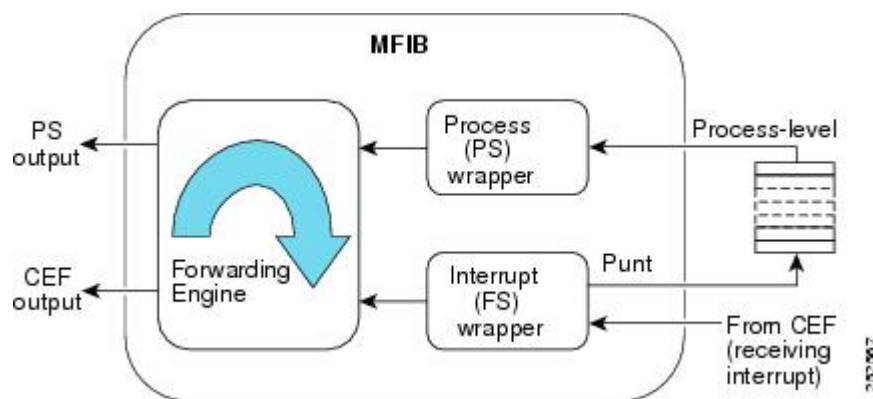 MFIB
PS
output
Process
(PS)
wrapper
Process-level
CEF
output
Forwarding
Engine
Interrupt
(FS)
wrapper
Punt
From CEF
(receiving
interrupt)